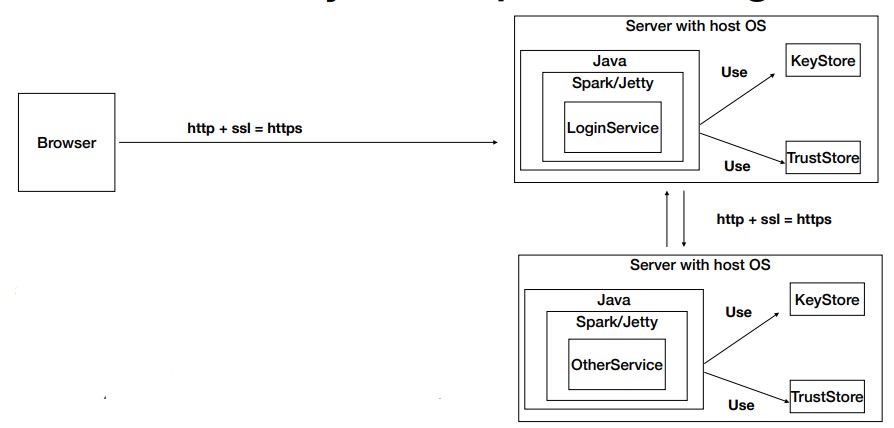 Server with host OS
Java
Use
KeyStore
Spark/Jetty
http + ssl = https
LoginService
Browser
Use
TrustStore
http + ssl = https
Server with host OS
Java
Use
KeyStore
Spark/Jetty
OtherService
Use
TrustStore